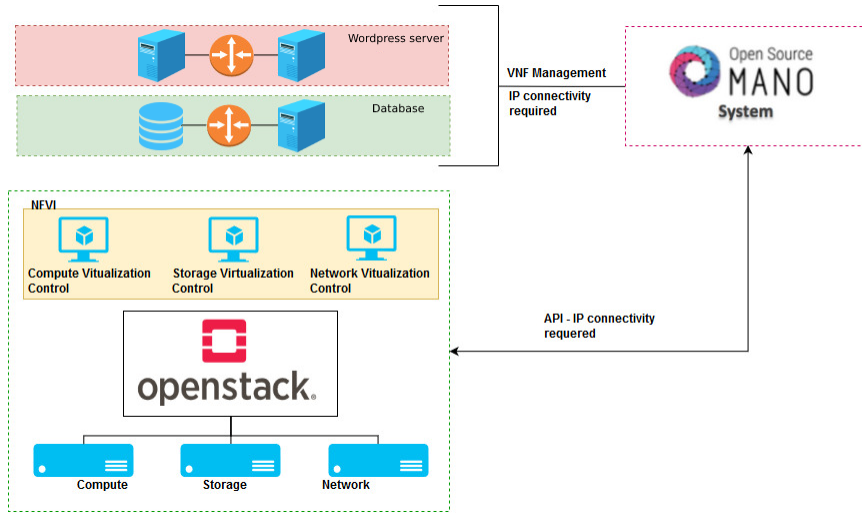 Wordpress server
Database
VNF Management
IP connectivity
required
Open Source
MANO
System
NFVI
Compute Vitualization
Control
Storage Virtualization
Control
Network Vitualization
Control
openstack.
API - IP connectivity
requered
Compute
Storage
Network